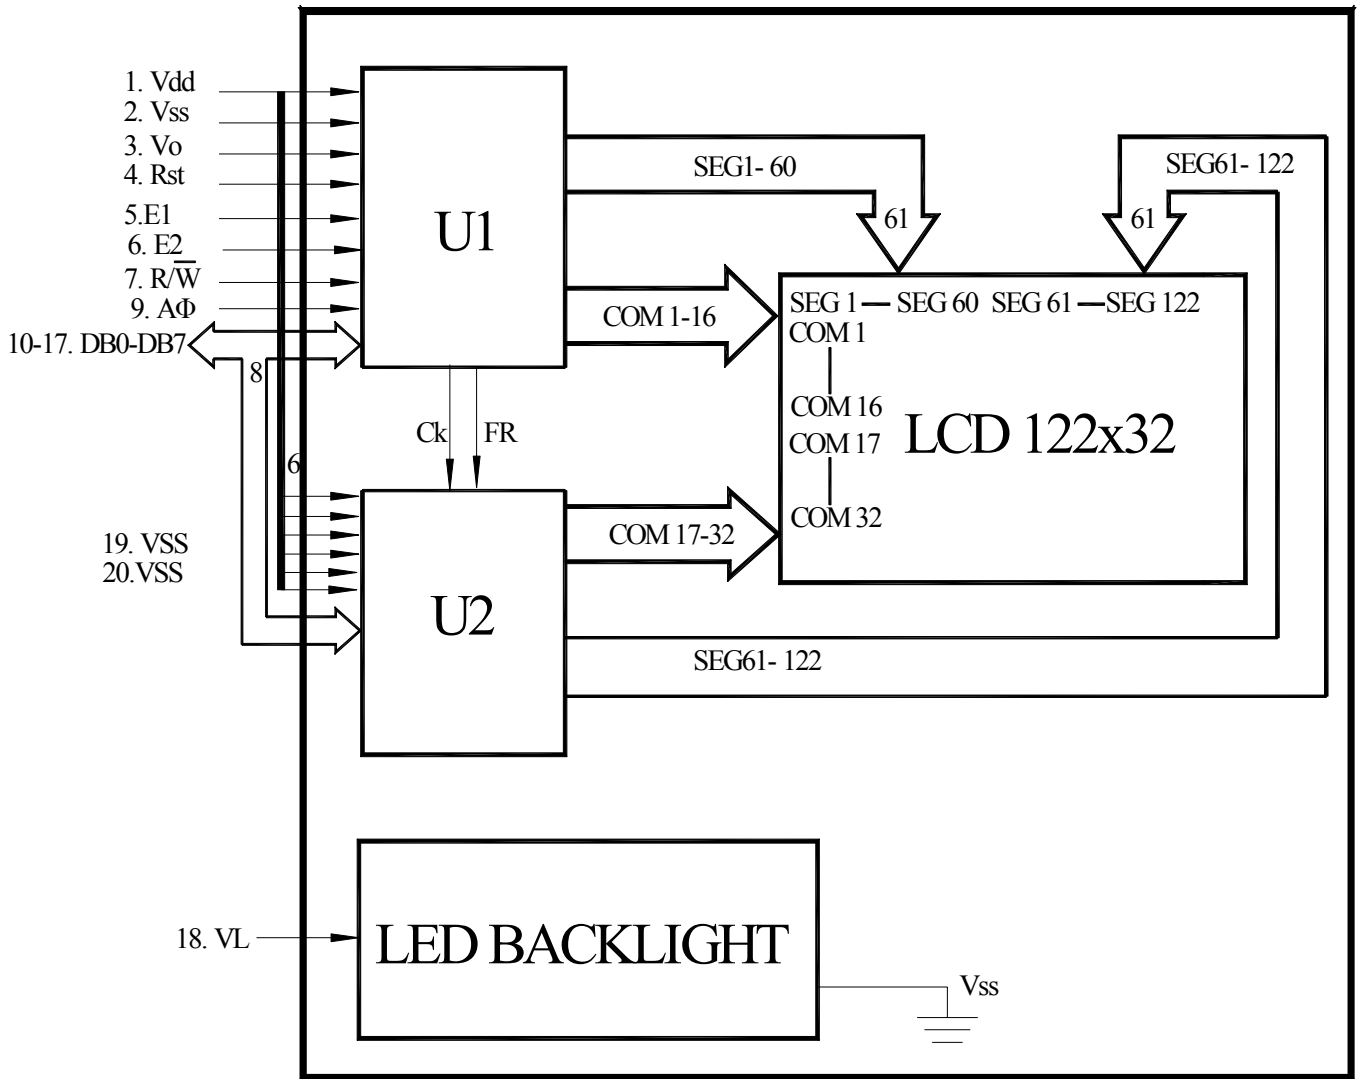 1. Vdd
2. Vss
3. Vo
4. Rst
5.E1
6. E2
7. R/W̅
9. AΦ
10-17. DB0-DB7
8
6
19. VSS
20.VSS
U1
Ck
FR
U2
SEG1- 60
61
SEG61- 122
61
COM 1-16
SEG 1 — SEG 60 SEG 61 — SEG 122
COM 1
COM 16
COM 17
COM 32
LCD 122x32
COM 17-32
SEG61- 122
18. VL
LED BACKLIGHT
Vss